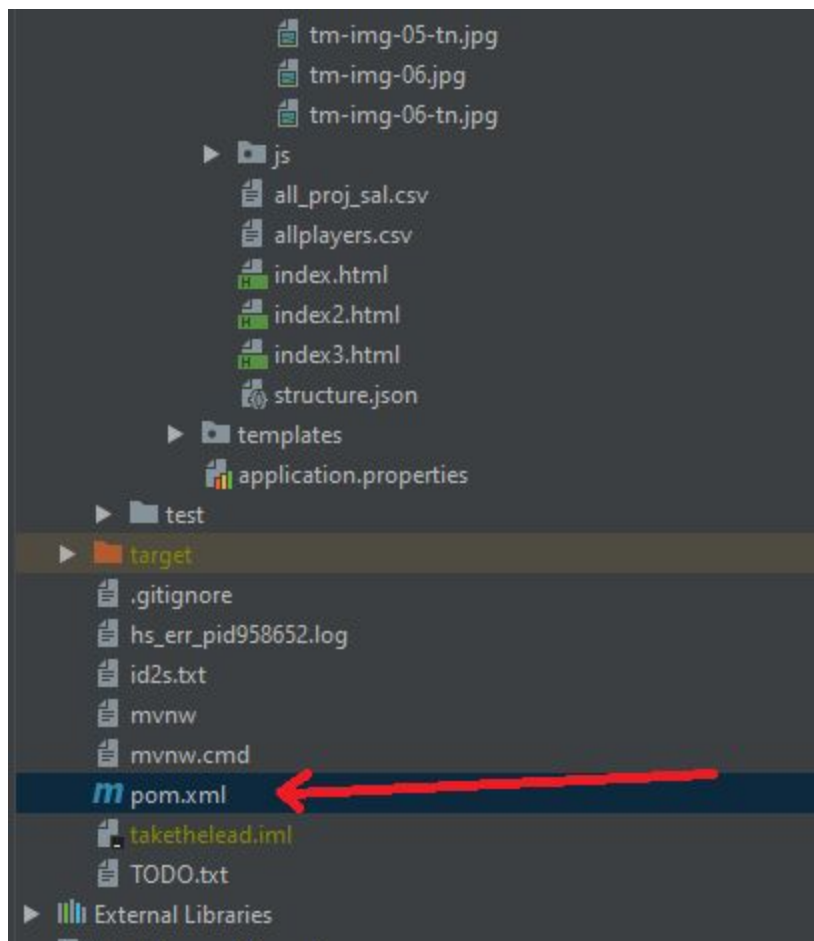 tm-img-05-tn.jpg
tm-img-06.jpg
tm-img-06-tn.jpg
js
all_proj_sal.csv
allplayers.csv
index.html
index2.html
index3.html
structure.json
templates
application.properties
test
target
.gitignore
hs_err_pid958652.log
id2s.txt
mvnw
mvnw.cmd
pom.xml
takethelead.iml
TODO.txt
External Libraries